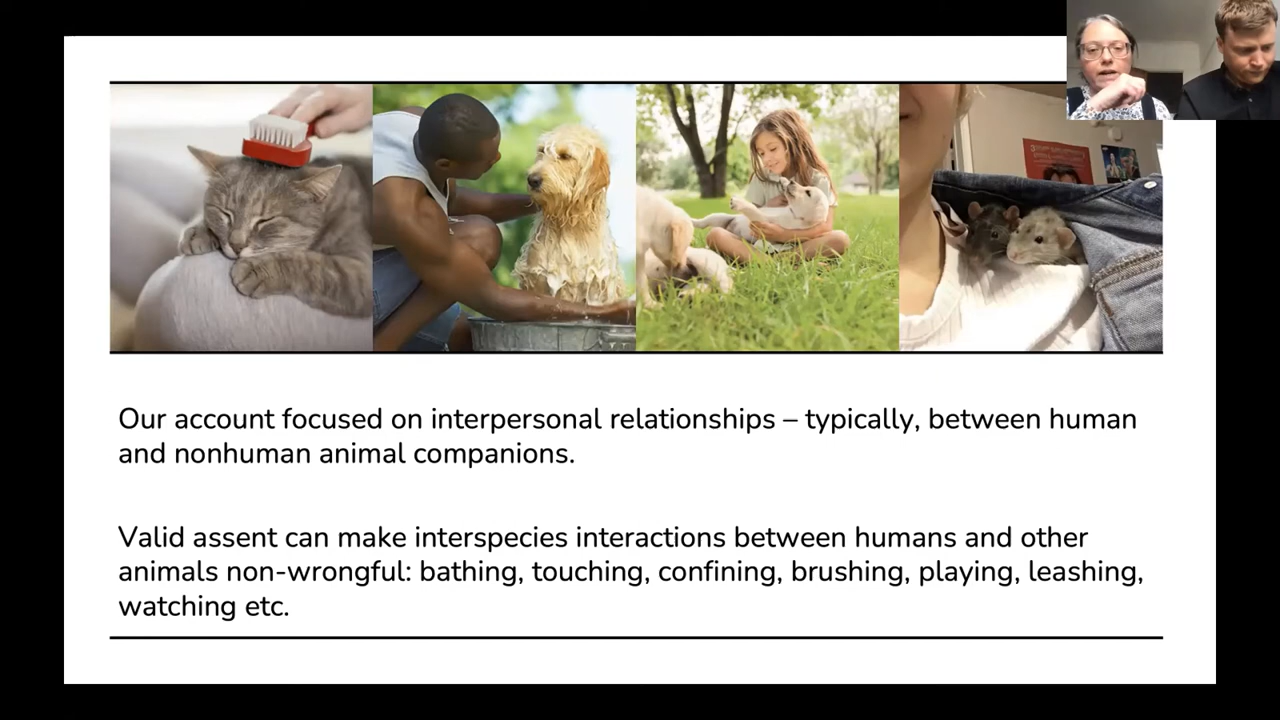 Our account focused on interpersonal relationships – typically, between human
and nonhuman animal companions.
Valid assent can make interspecies interactions between humans and other
animals non-wrongful: bathing, touching, confining, brushing, playing, leashing,
watching etc.